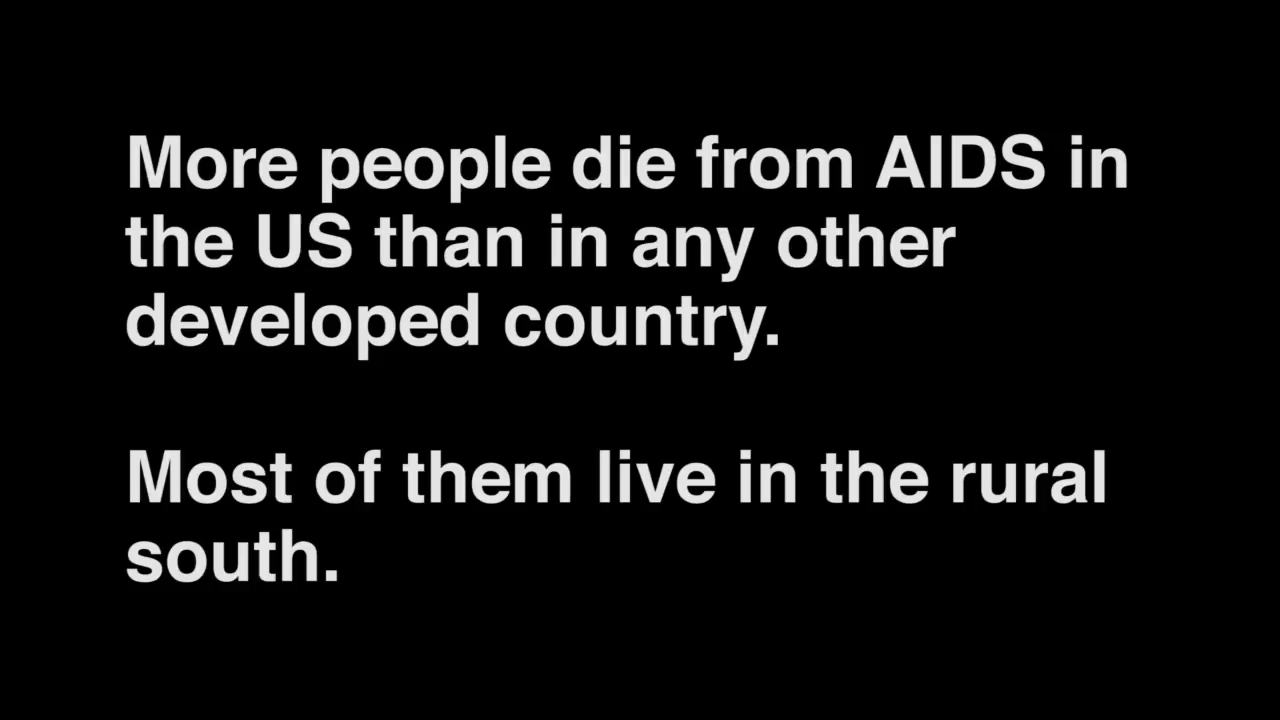 More people die from AIDS in
the US than in any other
developed country.
Most of them live in the rural
south.